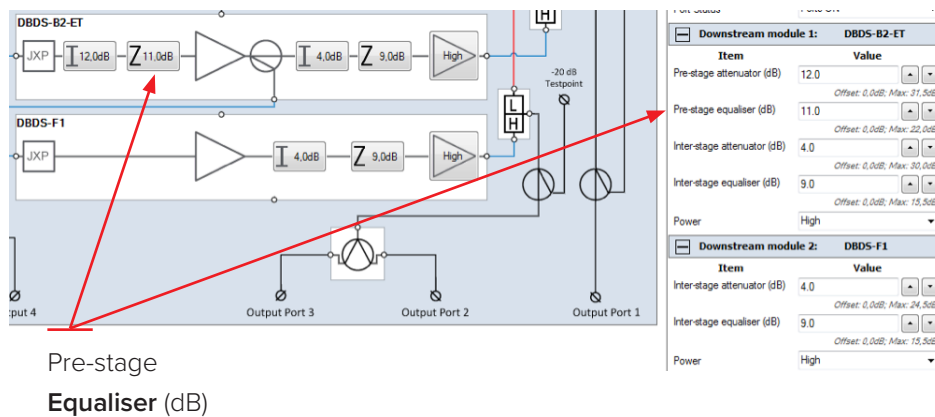 DBDS-B2-ET
JXP
12,0dB
Z 11,0dB
4,0dB
Z 9,0dB
High
H
-20 dB
Testpoint
L
H
DBDS-F1
JXP
4,0dB
Z 9,0dB
High
Output Port 3
Output Port 2
Output Port 1
Downstream module 1: DBDS-B2-ET
Item Value
Pre-stage attenuator (dB) 12.0
Offset: 0,0dB; Max: 31,5dB
Pre-stage equaliser (dB) 11.0
Offset: 0,0dB; Max: 22,0dB
Inter-stage attenuator (dB) 4.0
Offset: 0,0dB; Max: 30,0dB
Inter-stage equaliser (dB) 9.0
Offset: 0,0dB; Max: 15,5dB
Power High
Downstream module 2: DBDS-F1
Item Value
Inter-stage attenuator (dB) 4.0
Offset: 0,0dB; Max: 24,5dB
Inter-stage equaliser (dB) 9.0
Offset: 0,0dB; Max: 15,5dB
Power High
Pre-stage
Equaliser (dB)